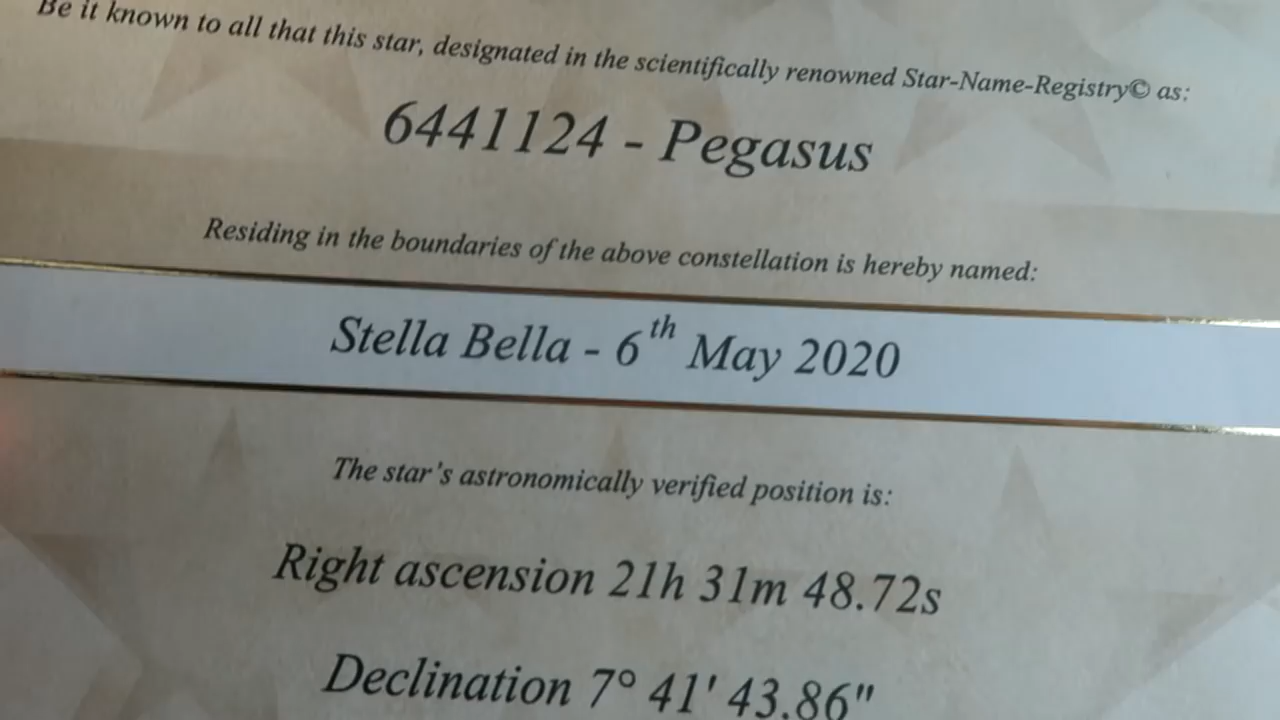 Be it known to all that this star, designated in the scientifically renowned Star-Name-Registry© as:
6441124 - Pegasus
Residing in the boundaries of the above constellation is hereby named:
Stella Bella - 6th May 2020
The star's astronomically verified position is:
Right ascension 21h 31m 48.72s
Declination 7° 41' 43.86"